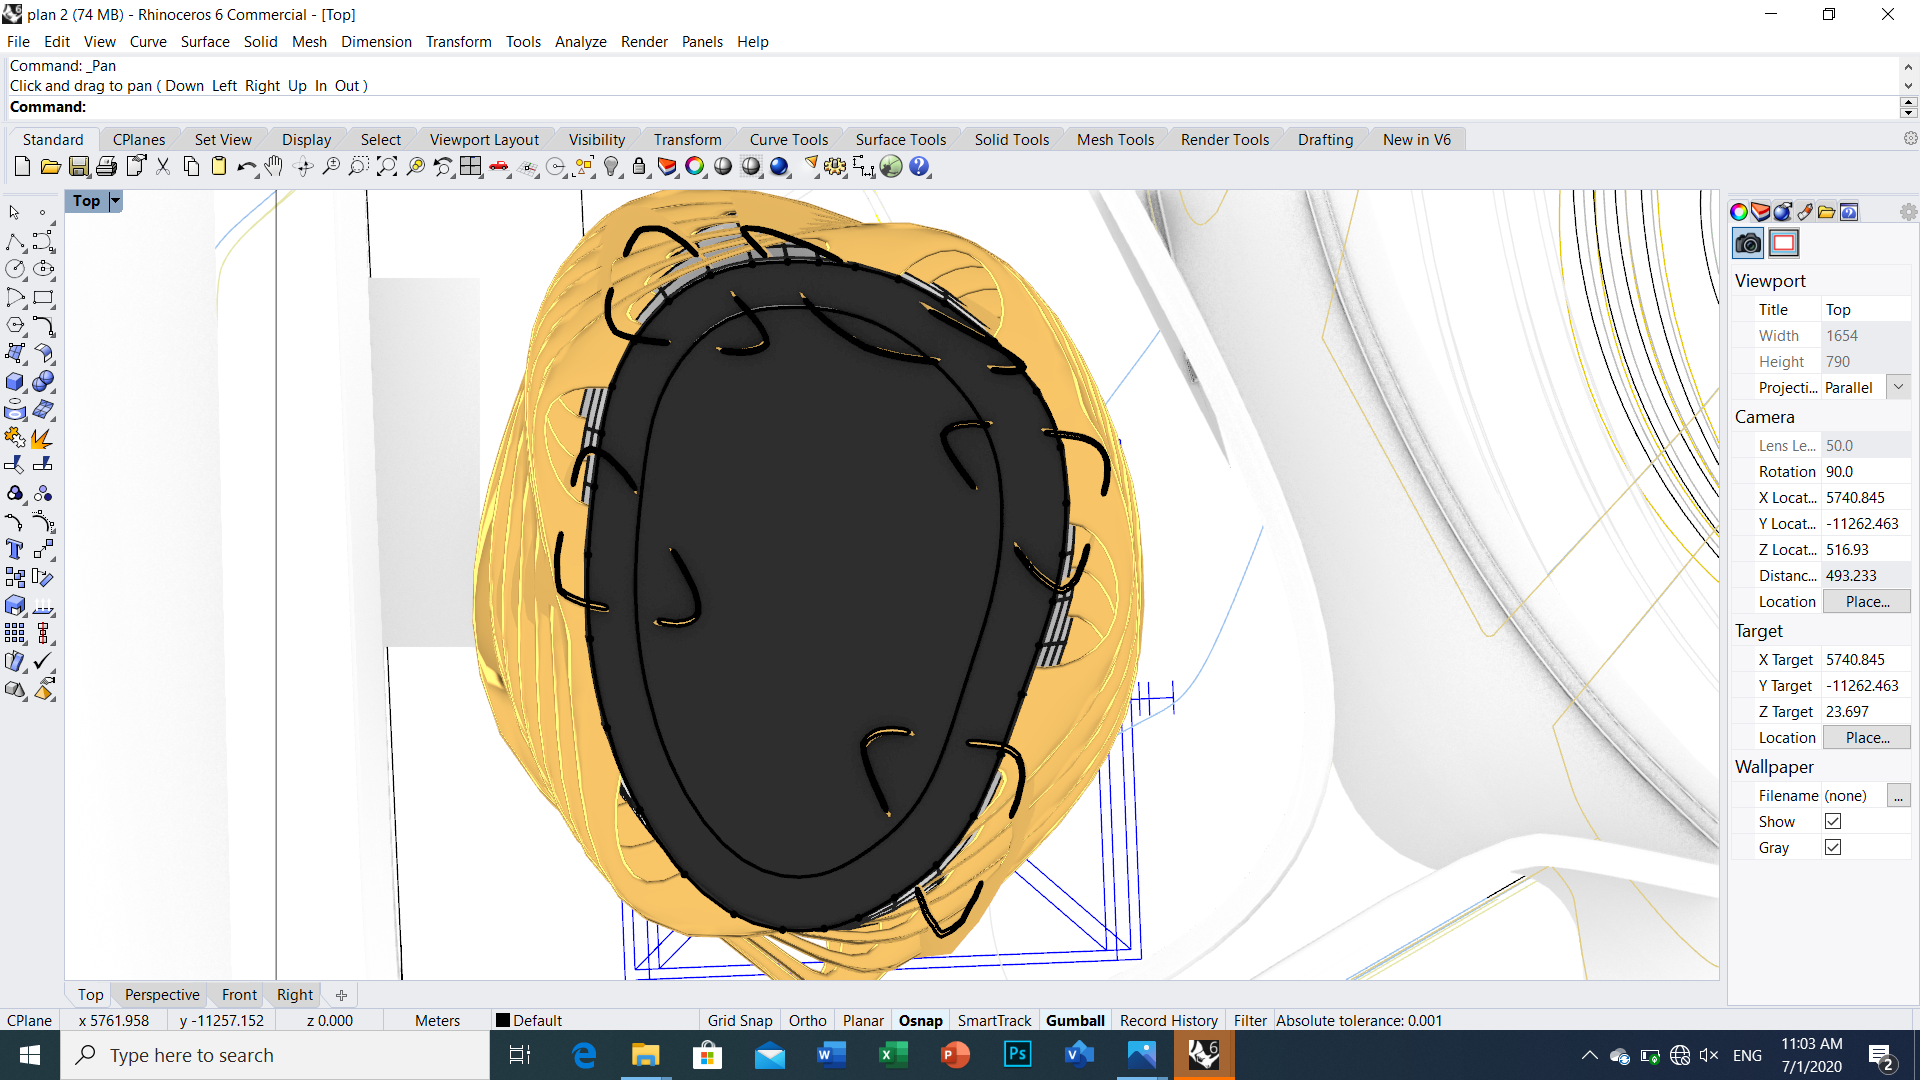 plan 2 (74 MB) - Rhinoceros 6 Commercial - [Top]
File Edit View Curve Surface Solid Mesh Dimension Transform Tools Analyze Render Panels Help
Command: _Pan
Click and drag to pan ( Down Left Right Up In Out )
Command:
Standard CPlanes Set View Display Select Viewport Layout Visibility Transform Curve Tools Surface Tools Solid Tools Mesh Tools Render Tools Drafting New in V6
Top
Viewport
Title Top
Width 1654
Height 790
Projecti... Parallel
Camera
Lens Le... 50.0
Rotation 90.0
X Locat... 5740.845
Y Locat... -11262.463
Z Locat... 516.93
Distanc... 493.233
Location Place...
Target
X Target 5740.845
Y Target -11262.463
Z Target 23.697
Location Place...
Wallpaper
Filename (none) ...
Show
Gray
Top Perspective Front Right
CPlane x 5761.958 y -11257.152 z 0.000 Meters Default Grid Snap Ortho Planar Osnap SmartTrack Gumball Record History Filter Absolute tolerance: 0.001
Type here to search
ENG
11:03 AM
7/1/2020
2